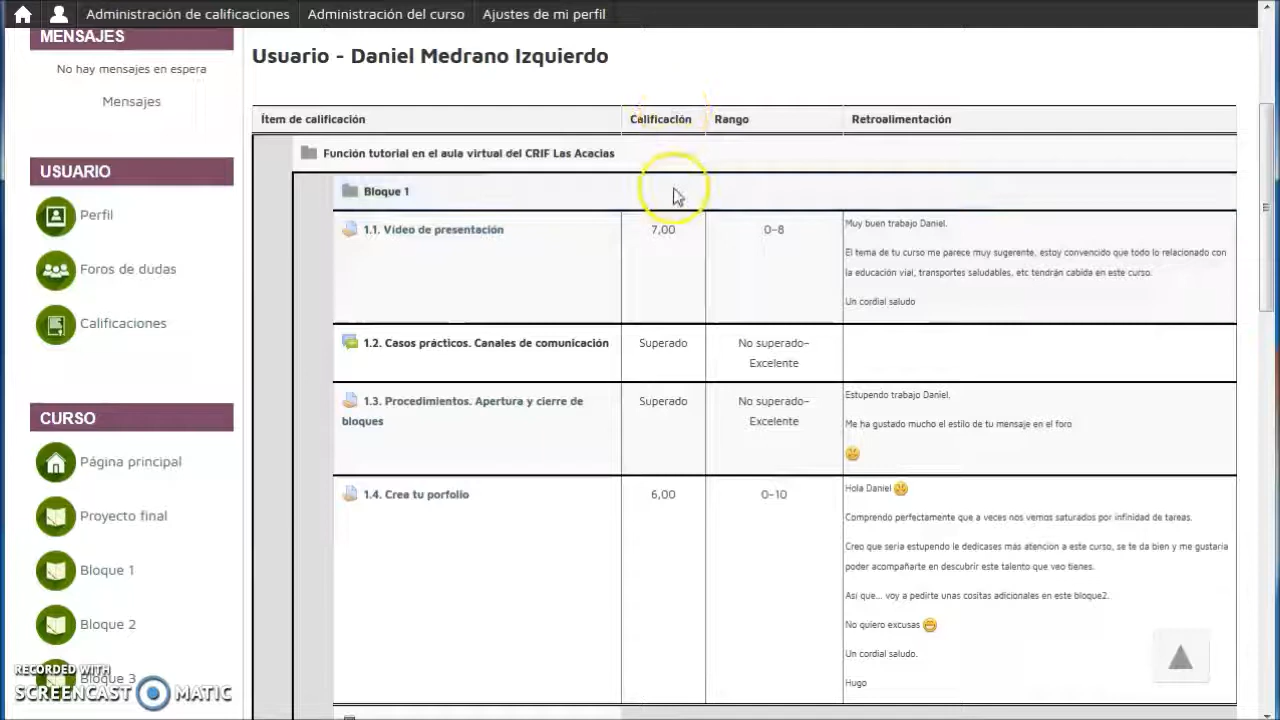 Administración de calificaciones Administración del curso Ajustes de mi perfil
MENSAJES
No hay mensajes en espera
Mensajes
USUARIO
Perfil
Foros de dudas
Calificaciones
CURSO
Página principal
Proyecto final
Bloque 1
Bloque 2
Bloque 3
Usuario - Daniel Medrano Izquierdo
Ítem de calificación Calificación Rango Retroalimentación
Función tutorial en el aula virtual del CRIF Las Acacias
Bloque 1
1.1. Vídeo de presentación 7,00 0-8
Muy buen trabajo Daniel.
El tema de tu curso me parece muy sugerente, estoy convencido que todo lo relacionado con
la educación vial, transportes saludables, etc tendrán cabida en este curso.
Un cordial saludo
1.2. Casos prácticos. Canales de comunicación Superado No superado-
Excelente
1.3. Procedimientos. Apertura y cierre de
bloques
Superado No superado-
Excelente
Estupendo trabajo Daniel.
Me ha gustado mucho el estilo de tu mensaje en el foro
1.4. Crea tu porfolio 6,00 0-10
Hola Daniel
Comprendo perfectamente que a veces nos vemos saturados por infinidad de tareas.
Creo que sería estupendo le dedicases más atención a este curso, se te da bien y me gustaría
poder acompañarte en descubrir este talento que veo tienes.
Así que... voy a pedirte unas cositas adicionales en este bloque2.
No quiero excusas
Un cordial saludo.
Hugo
RECORDED WITH
SCREENCAST MATIC